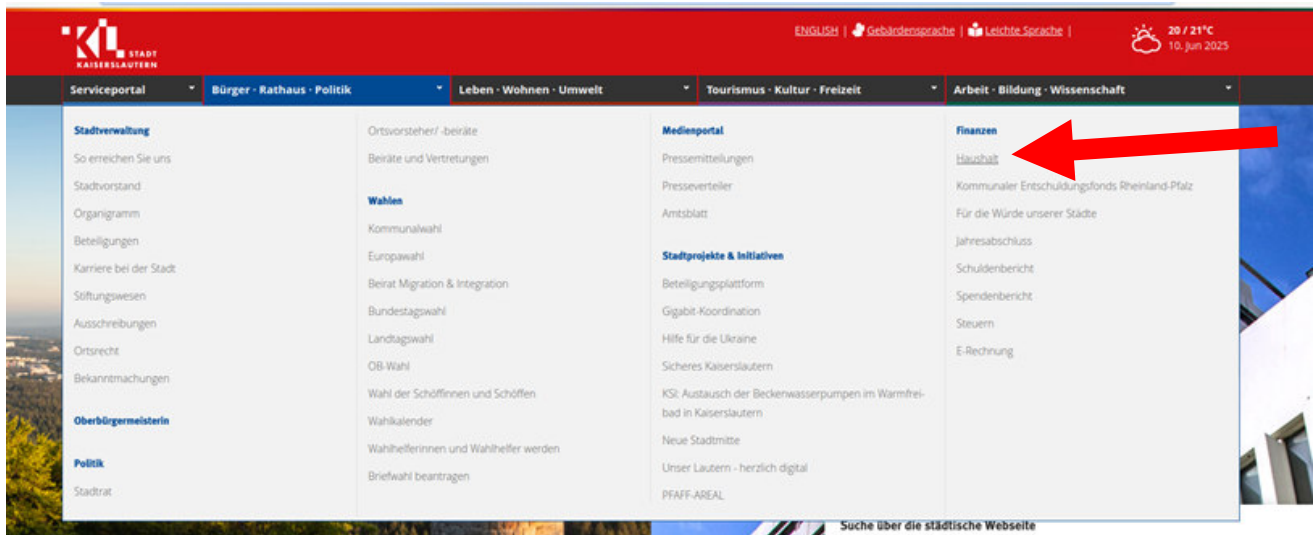 STADT
KAISERSLAUTERN
ENGLISH | Gebärdensprache | Leichte Sprache |
20 / 21°C
10. Jun 2025
Serviceportal
Bürger · Rathaus · Politik
Leben · Wohnen · Umwelt
Tourismus · Kultur · Freizeit
Arbeit · Bildung · Wissenschaft
Stadtverwaltung
So erreichen Sie uns
Stadtvorstand
Organigramm
Beteiligungen
Karriere bei der Stadt
Stiftungswesen
Ausschreibungen
Ortsrecht
Bekanntmachungen
Oberbürgermeisterin
Politik
Stadtrat
Ortsvorsteher/ -beiräte
Beiräte und Vertretungen
Wahlen
Kommunalwahl
Europawahl
Beirat Migration & Integration
Bundestagswahl
Landtagswahl
OB-Wahl
Wahl der Schöffinnen und Schöffen
Wahlkalender
Wahlhelferinnen und Wahlhelfer werden
Briefwahl beantragen
Medienportal
Pressemitteilungen
Presseverteiler
Amtsblatt
Stadtprojekte & Initiativen
Beteiligungsplattform
Gigabit-Koordination
Hilfe für die Ukraine
Sicheres Kaiserslautern
KSI: Austausch der Beckenwasserpumpen im Warmfrei-
bad in Kaiserslautern
Neue Stadtmitte
Unser Lautern - herzlich digital
PFAFF-AREAL
Finanzen
Haushalt
Kommunaler Entschuldungsfonds Rheinland-Pfalz
Für die Würde unserer Städte
Jahresabschluss
Schuldenbericht
Spendenbericht
Steuern
E-Rechnung
Suche über die städtische Webseite